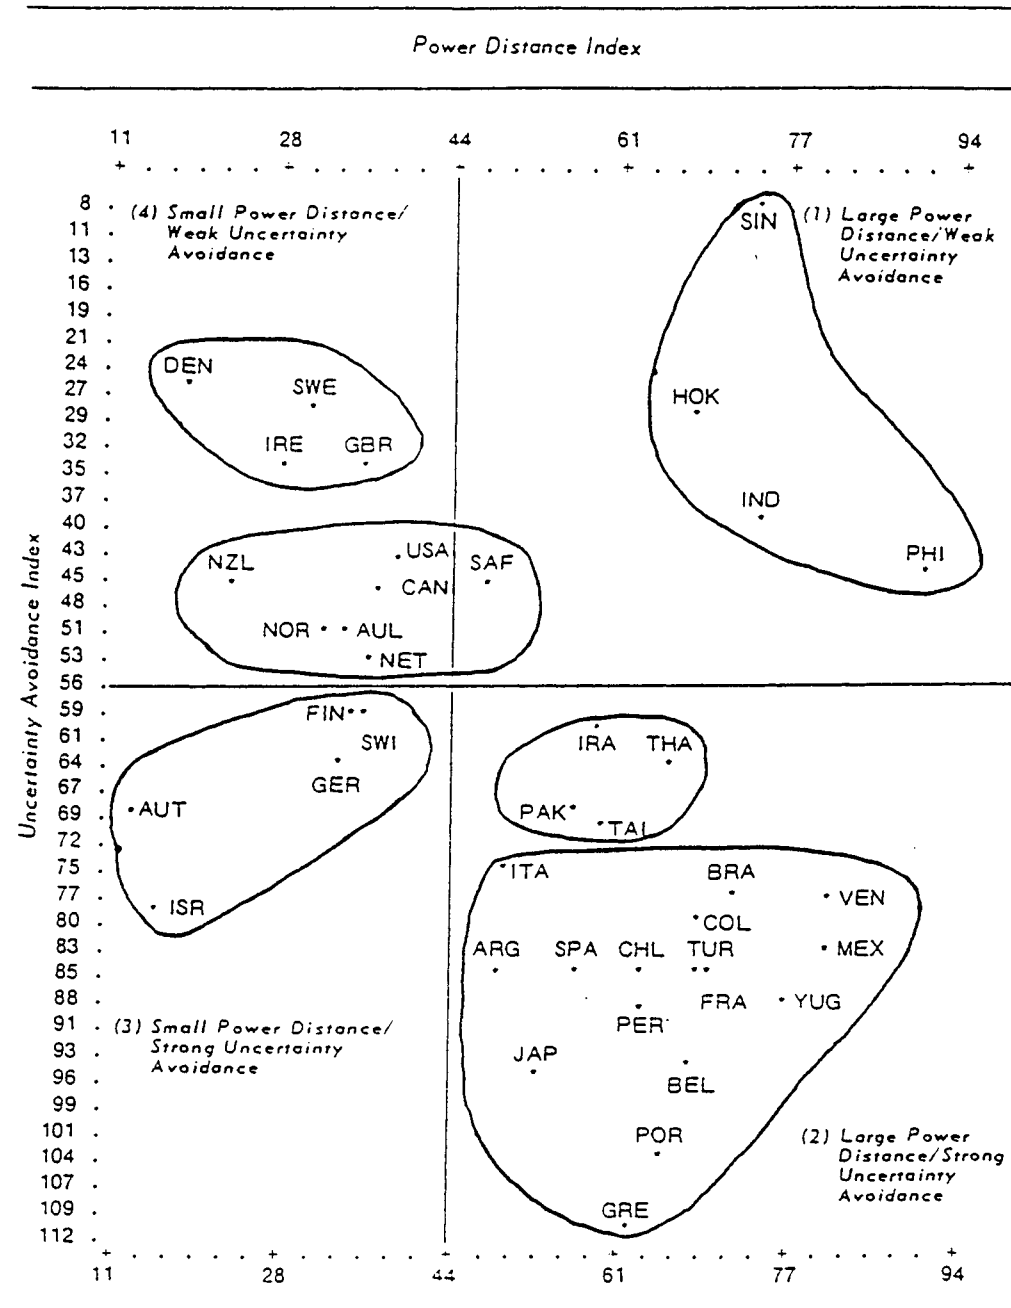 Power Distance Index
11 28 44 61 77 94
8
(4) Small Power Distance/
Weak Uncertainty
Avoidance
SIN
(1) Large Power
Distance/Weak
Uncertainty
Avoidance
11
13
16
19
21
24
DEN
27
SWE
HOK
29
32
IRE GBR
35
37
IND
40
43
NZL
USA
SAF
PHI
45
CAN
48
51
NOR AUL
53
NET
56
59
FIN
61
SWI
IRA THA
64
GER
67
69
AUT
PAK
TAI
72
75
ITA
BRA
77
ISR
VEN
80
COL
83
ARG SPA CHL TUR MEX
85
88
FRA YUG
91
(3) Small Power Distance/
Strong Uncertainty
Avoidance
PER
93
JAP
96
BEL
99
101
POR
(2) Large Power
Distance/Strong
Uncertainty
Avoidance
104
107
109
GRE
112
11 28 44 61 77 94
Uncertainty Avoidance Index